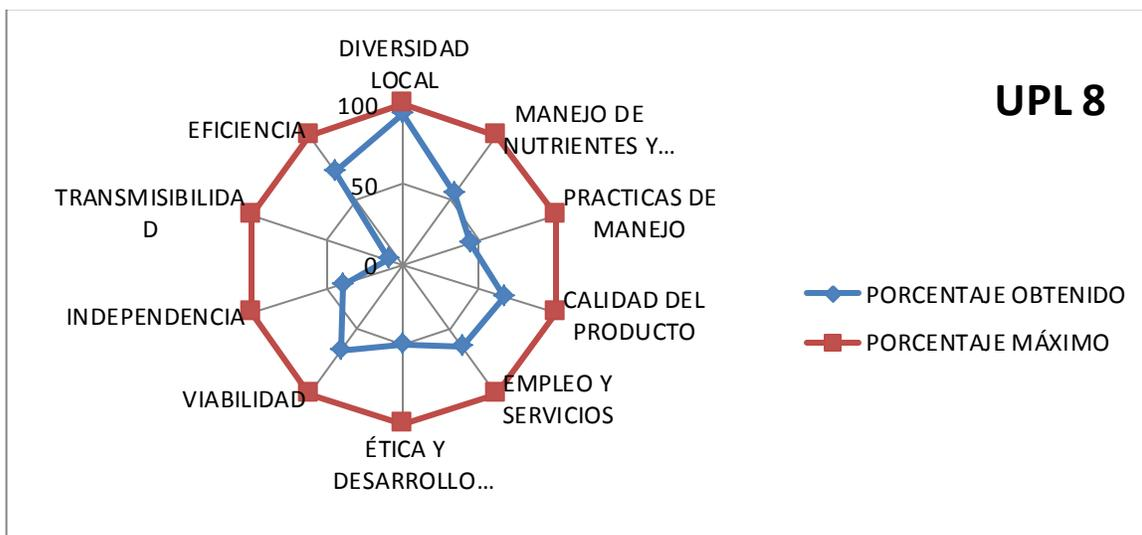 DIVERSIDAD
LOCAL
100
50
0
MANEJO DE
NUTRIENTES Y...
PRACTICAS DE
MANEJO
CALIDAD DEL
PRODUCTO
EMPLEO Y
SERVICIOS
ÉTICA Y
DESARROLLO...
VIABILIDAD
INDEPENDENCIA
TRANSMISIBILIDA
D
EFICIENCIA
UPL 8
PORCENTAJE OBTENIDO
PORCENTAJE MÁXIMO